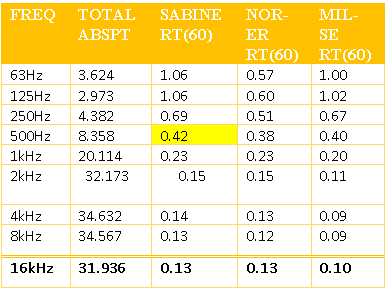 FREQ TOTAL ABSPT SABINE RT(60) NOR-ER RT(60) MIL-SE RT(60)
63Hz 3.624 1.06 0.57 1.00
125Hz 2.973 1.06 0.60 1.02
250Hz 4.382 0.69 0.51 0.67
500Hz 8.358 0.42 0.38 0.40
1kHz 20.114 0.23 0.23 0.20
2kHz 32.173 0.15 0.15 0.11
4kHz 34.632 0.14 0.13 0.09
8kHz 34.567 0.13 0.12 0.09
16kHz 31.936 0.13 0.13 0.10